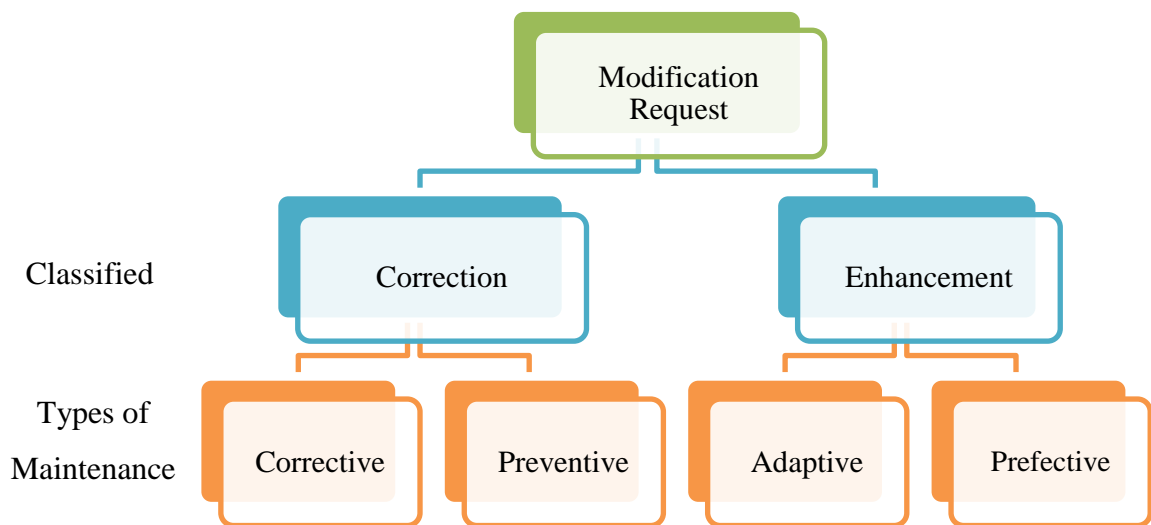 Modification
Request
Classified
Correction
Enhancement
Types of
Maintenance
Corrective
Preventive
Adaptive
Prefective